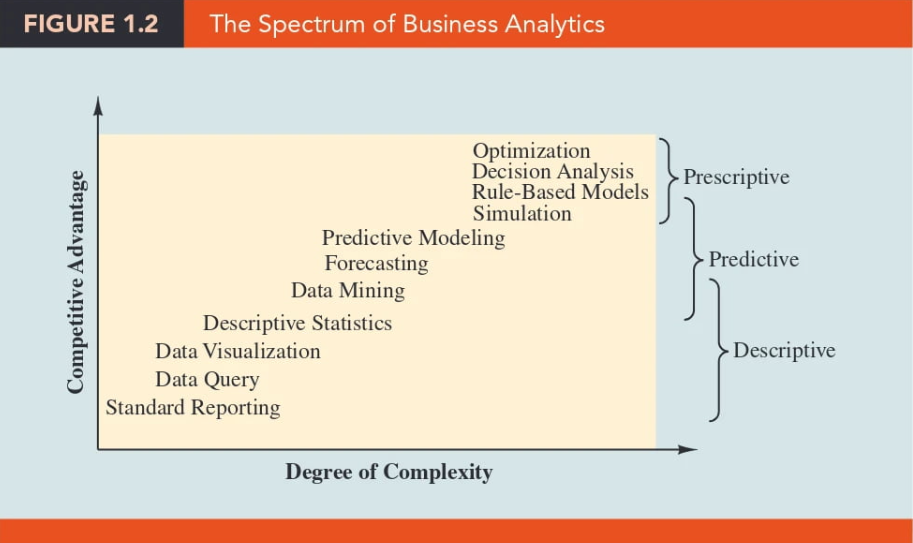 FIGURE 1.2
The Spectrum of Business Analytics
Competitive Advantage
Optimization
Decision Analysis
Rule-Based Models
Simulation
Predictive Modeling
Forecasting
Data Mining
Descriptive Statistics
Data Visualization
Data Query
Standard Reporting
Prescriptive
Predictive
Descriptive
Degree of Complexity